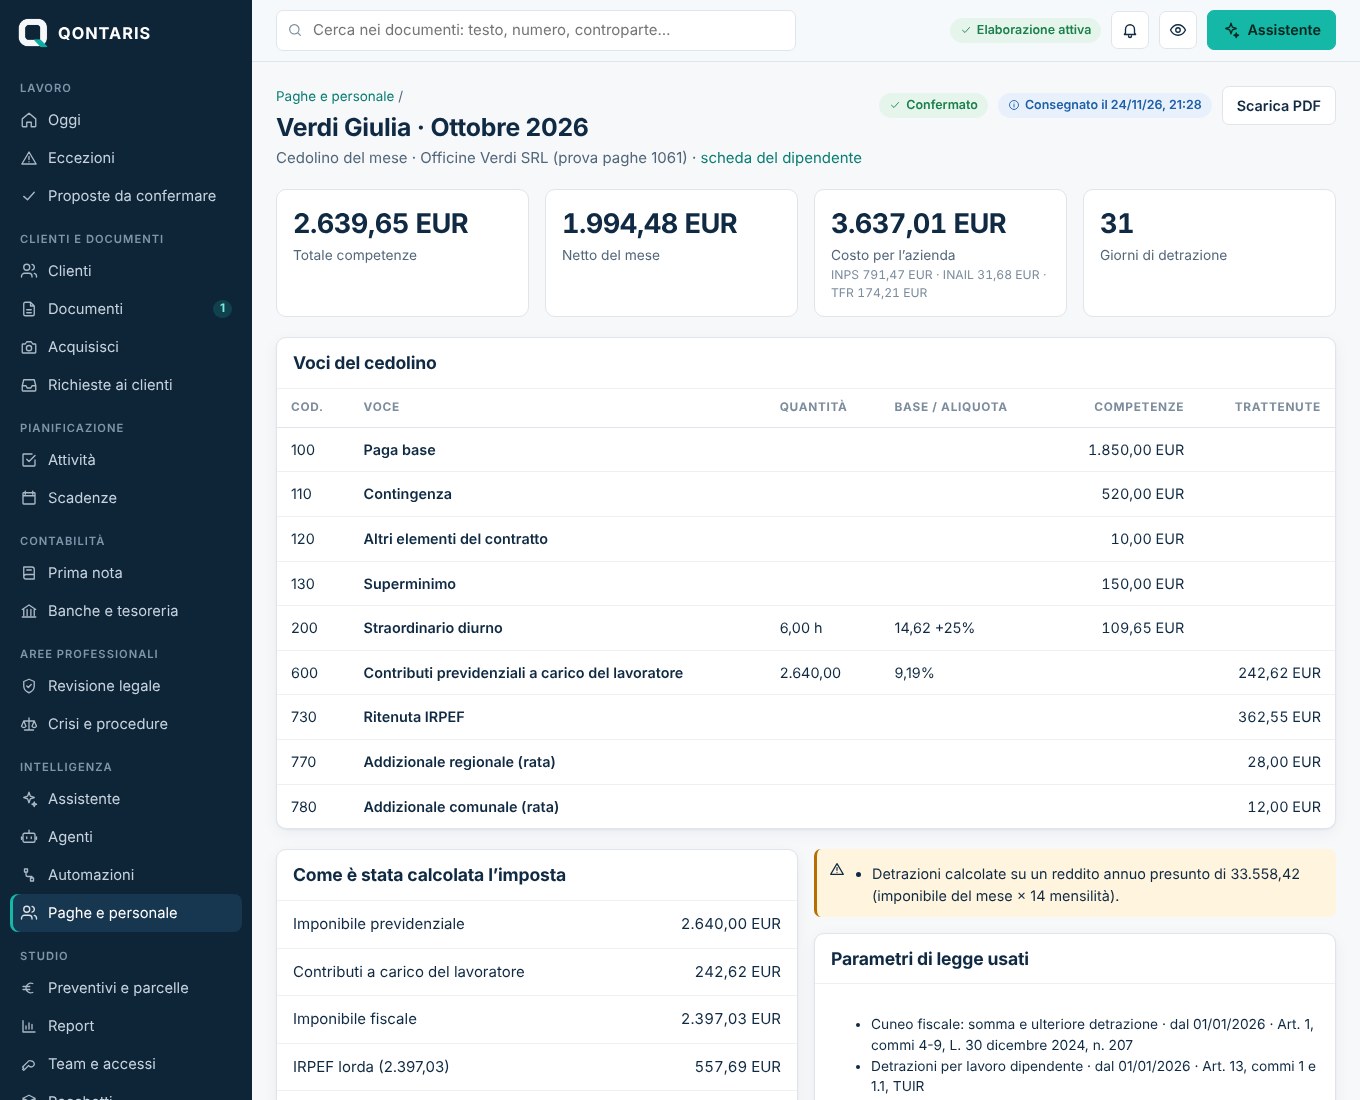 QONTARIS
Cerca nei documenti: testo, numero, controparte...
Elaborazione attiva
Assistente
LAVORO
Oggi
Eccezioni
Proposte da confermare
CLIENTI E DOCUMENTI
Clienti
Documenti 1
Acquisisci
Richieste ai clienti
PIANIFICAZIONE
Attività
Scadenze
CONTABILITÀ
Prima nota
Banche e tesoreria
AREE PROFESSIONALI
Revisione legale
Crisi e procedure
INTELLIGENZA
Assistente
Agenti
Automazioni
Paghe e personale
STUDIO
Preventivi e parcelle
Report
Team e accessi
Paghe e personale /
Verdi Giulia · Ottobre 2026
Cedolino del mese · Officine Verdi SRL (prova paghe 1061) · scheda del dipendente
Confermato
Consegnato il 24/11/26, 21:28
Scarica PDF
2.639,65 EUR
Totale competenze
1.994,48 EUR
Netto del mese
3.637,01 EUR
Costo per l'azienda
INPS 791,47 EUR · INAIL 31,68 EUR ·
TFR 174,21 EUR
31
Giorni di detrazione
Voci del cedolino
COD. VOCE QUANTITÀ BASE / ALIQUOTA COMPETENZE TRATTENUTE
100 Paga base 1.850,00 EUR
110 Contingenza 520,00 EUR
120 Altri elementi del contratto 10,00 EUR
130 Superminimo 150,00 EUR
200 Straordinario diurno 6,00 h 14,62 +25% 109,65 EUR
600 Contributi previdenziali a carico del lavoratore 2.640,00 9,19% 242,62 EUR
730 Ritenuta IRPEF 362,55 EUR
770 Addizionale regionale (rata) 28,00 EUR
780 Addizionale comunale (rata) 12,00 EUR
Come è stata calcolata l'imposta
Imponibile previdenziale 2.640,00 EUR
Contributi a carico del lavoratore 242,62 EUR
Imponibile fiscale 2.397,03 EUR
IRPEF lorda (2.397,03) 557,69 EUR
• Detrazioni calcolate su un reddito annuo presunto di 33.558,42
(imponibile del mese × 14 mensilità).
Parametri di legge usati
• Cuneo fiscale: somma e ulteriore detrazione · dal 01/01/2026 · Art. 1,
commi 4-9, L. 30 dicembre 2024, n. 207
• Detrazioni per lavoro dipendente · dal 01/01/2026 · Art. 13, commi 1 e
1.1, TUIR